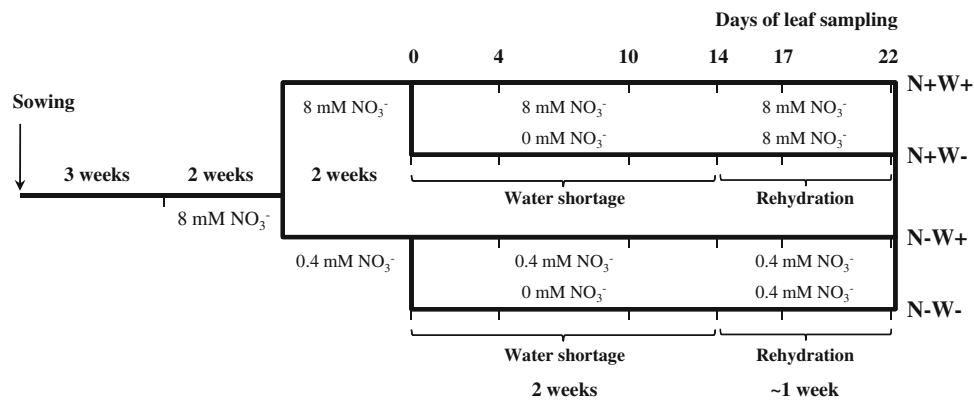 Days of leaf sampling
0 4 10 14 17 22
N+W+
Sowing
8 mM NO₃⁻ 8 mM NO₃⁻ 8 mM NO₃⁻
0 mM NO₃⁻ 8 mM NO₃⁻
N+W-
3 weeks 2 weeks 2 weeks
Water shortage Rehydration
8 mM NO₃⁻
N-W+
0.4 mM NO₃⁻ 0.4 mM NO₃⁻ 0.4 mM NO₃⁻
0 mM NO₃⁻ 0.4 mM NO₃⁻
N-W-
Water shortage Rehydration
2 weeks ~1 week